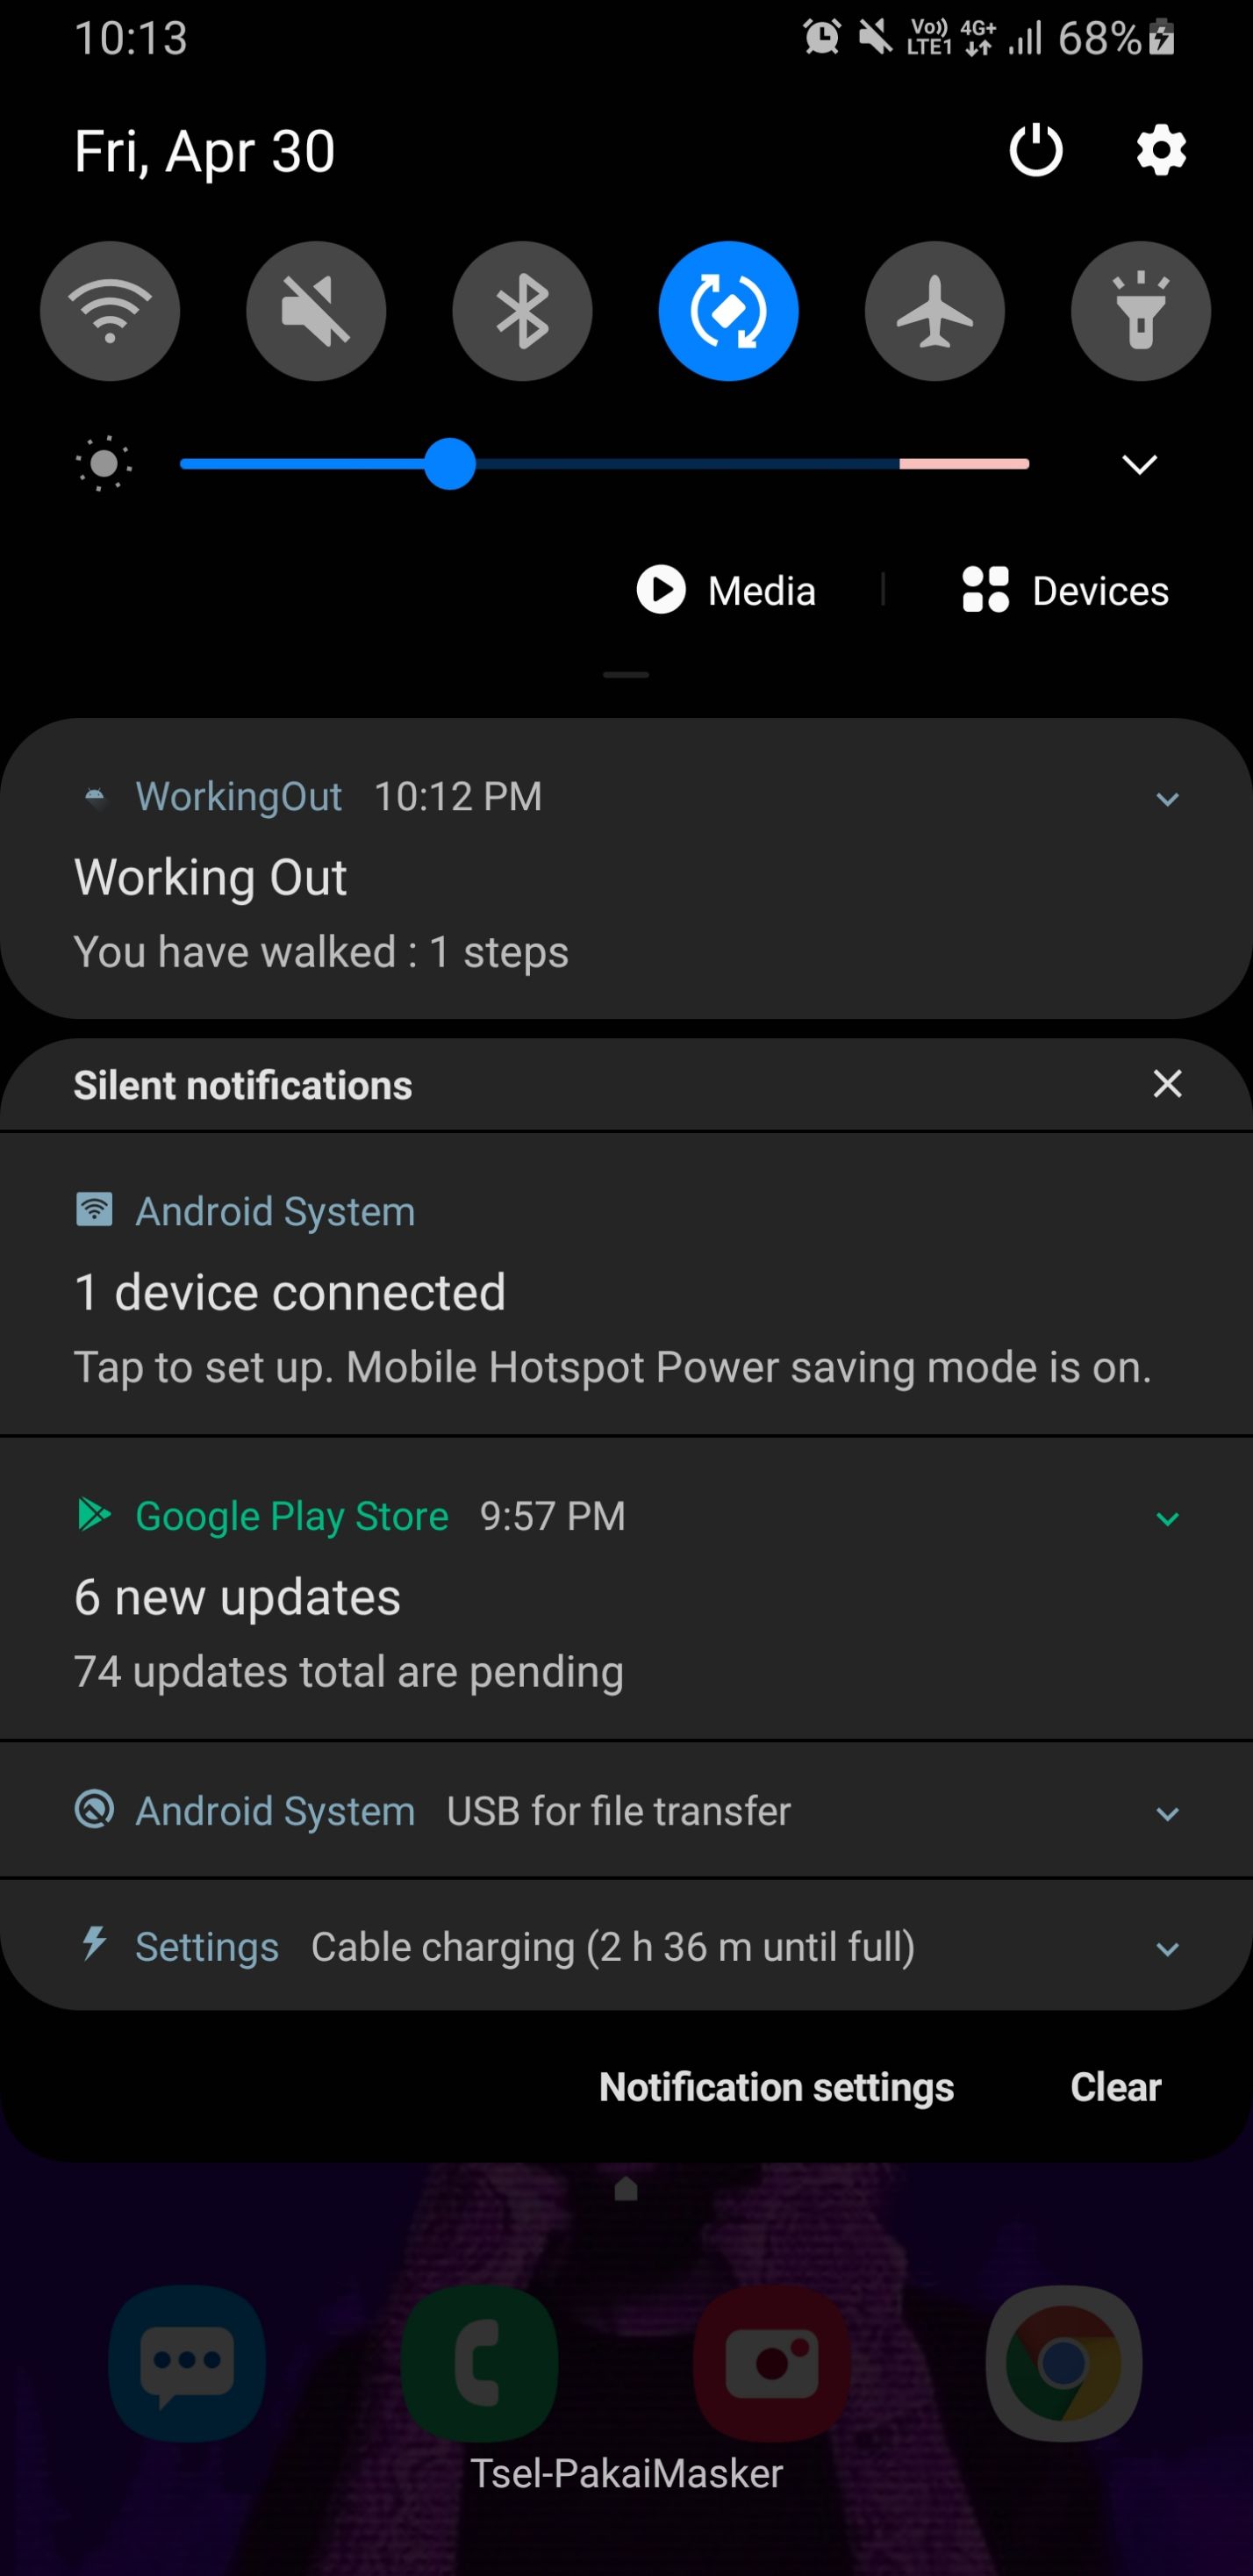 10:13 Vo)) LTE1 4G+ 68%
Fri, Apr 30
Media Devices
WorkingOut 10:12 PM
Working Out
You have walked : 1 steps
Silent notifications
Android System
1 device connected
Tap to set up. Mobile Hotspot Power saving mode is on.
Google Play Store 9:57 PM
6 new updates
74 updates total are pending
Android System USB for file transfer
Settings Cable charging (2 h 36 m until full)
Notification settings Clear
Tsel-PakaiMasker